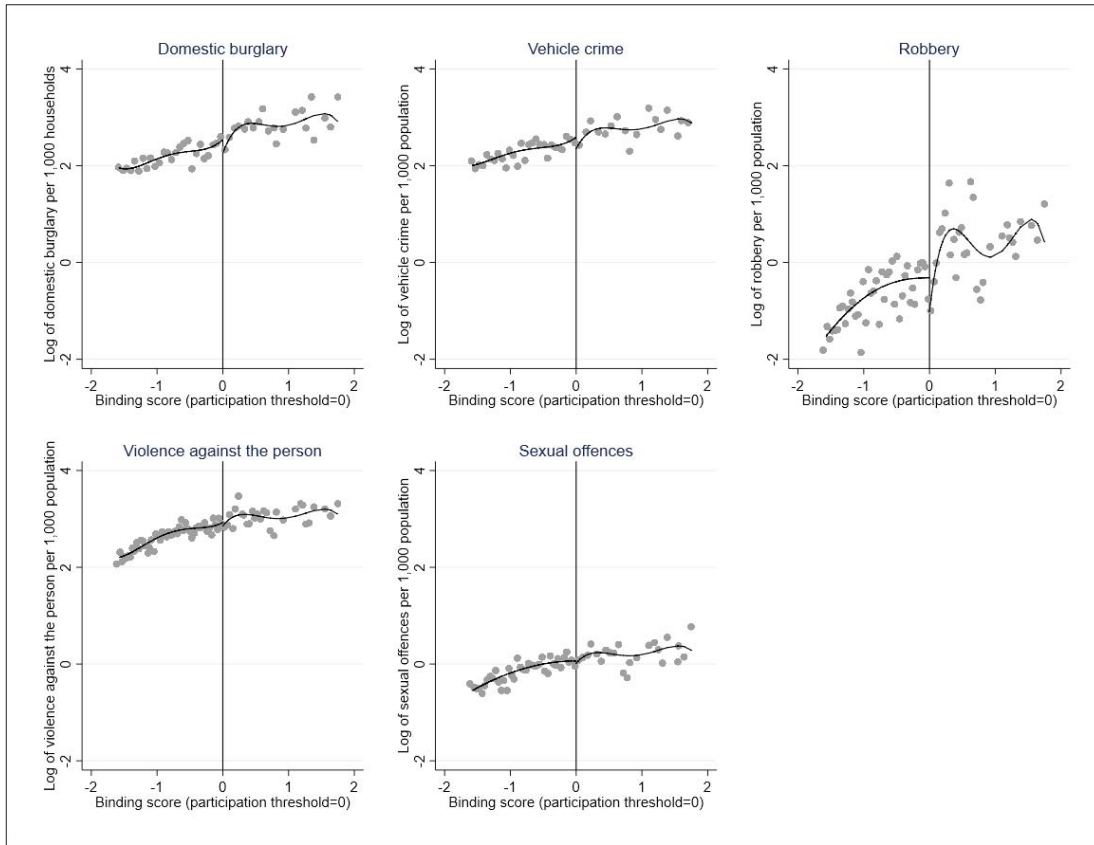 Domestic burglary
Log of domestic burglary per 1,000 households
4
2
0
-2
-2 -1 0 1 2
Binding score (participation threshold=0)
Vehicle crime
Log of vehicle crime per 1,000 population
4
2
0
-2
-2 -1 0 1 2
Binding score (participation threshold=0)
Robbery
Log of robbery per 1,000 population
4
2
0
-2
-2 -1 0 1 2
Binding score (participation threshold=0)
Violence against the person
Log of violence against the person per 1,000 population
4
2
0
-2
-2 -1 0 1 2
Binding score (participation threshold=0)
Sexual offences
Log of sexual offences per 1,000 population
4
2
0
-2
-2 -1 0 1 2
Binding score (participation threshold=0)